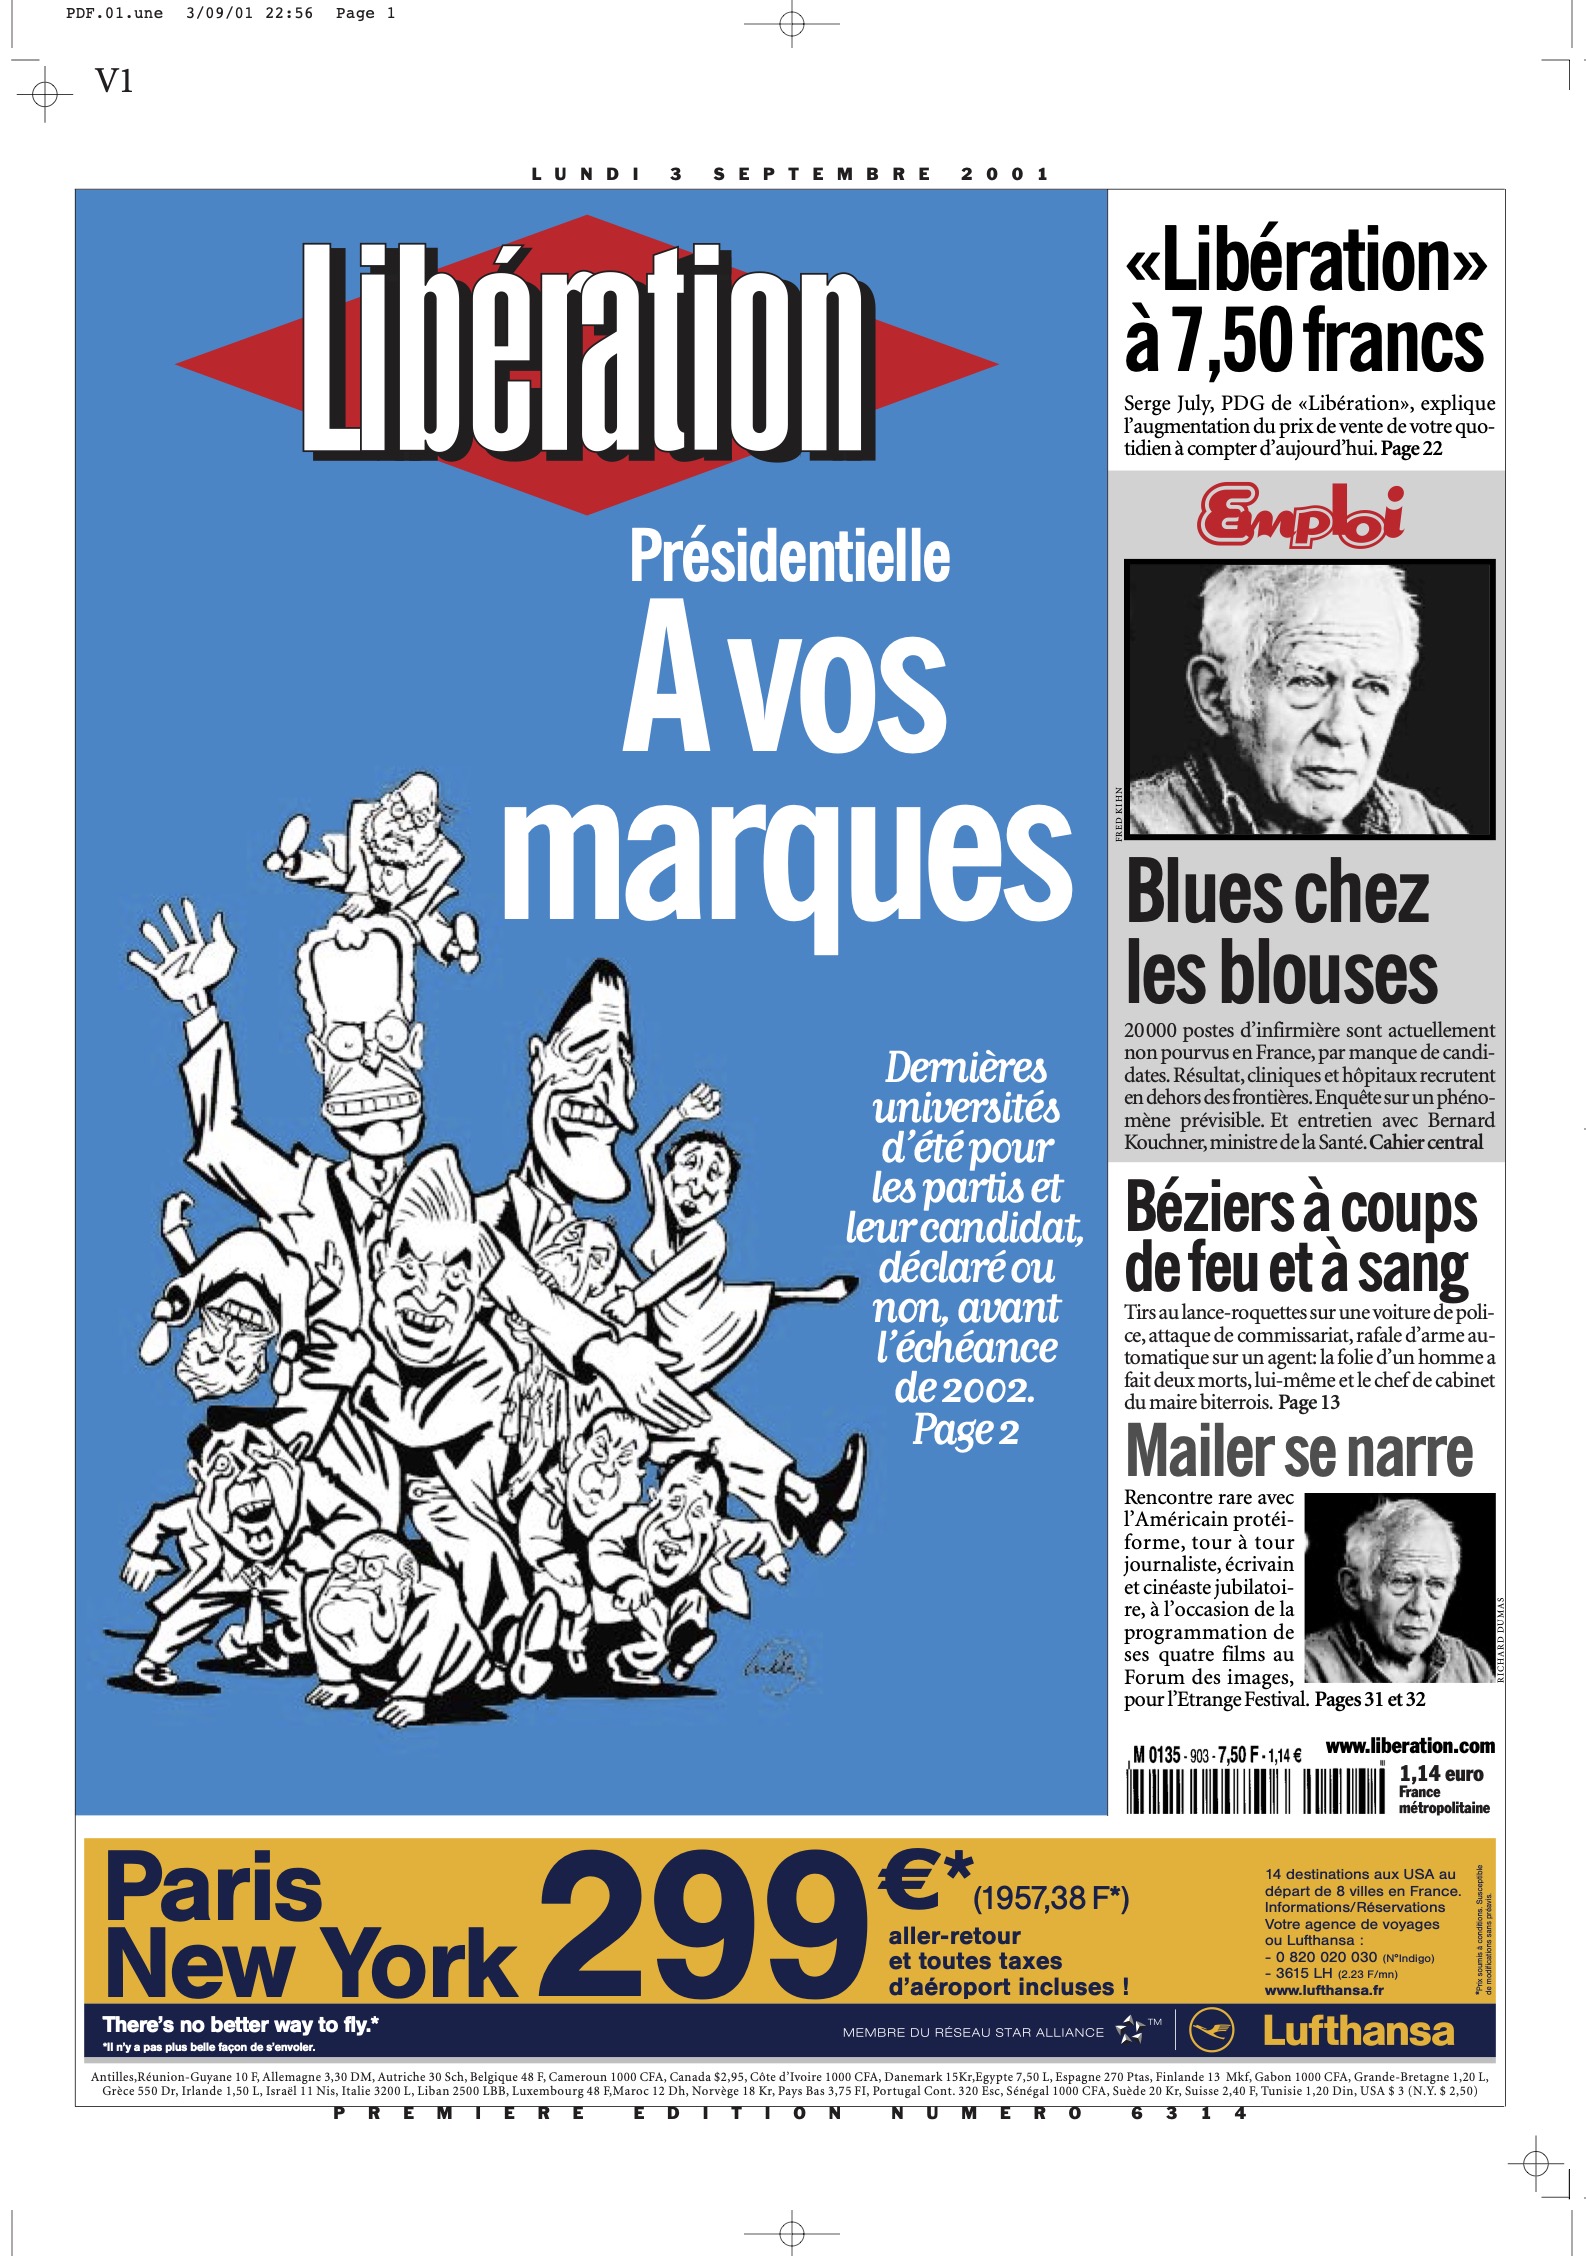 PDF.01.une 3/09/01 22:56 Page 1
V1
LUNDI 3 SEPTEMBRE 2001
Libération
Présidentielle
A vos
marques
Dernières
universités
d'été pour
les partis et
leur candidat,
déclaré ou
non, avant
l'échéance
de 2002.
Page 2
«Libération»
à 7,50 francs
Serge July, PDG de «Libération», explique
l'augmentation du prix de vente de votre quo-
tidien à compter d'aujourd'hui. Page 22
Emploi
FRED KIHN
Blues chez
les blouses
20000 postes d'infirmière sont actuellement
non pourvus en France, par manque de candi-
dates. Résultat, cliniques et hôpitaux recrutent
en dehors des frontières. Enquête sur un phéno-
mène prévisible. Et entretien avec Bernard
Kouchner, ministre de la Santé. Cahier central
Béziers à coups
de feu et à sang
Tirs au lance-roquettes sur une voiture de poli-
ce, attaque de commissariat, rafale d'arme au-
tomatique sur un agent: la folie d'un homme a
fait deux morts, lui-même et le chef de cabinet
du maire biterrois. Page 13
Mailer se narre
Rencontre rare avec
l'Américain protéi-
forme, tour à tour
journaliste, écrivain
et cinéaste jubilatoi-
re, à l'occasion de la
programmation de
ses quatre films au
Forum des images,
pour l'Etrange Festival. Pages 31 et 32
RICHARD DUMAS
M 0135 - 903 - 7,50 F - 1,14 €
www.liberation.com
1,14 euro
France
métropolitaine
Paris
New York
299 €*
(1957,38 F*)
aller-retour
et toutes taxes
d'aéroport incluses !
14 destinations aux USA au
départ de 8 villes en France.
Informations/Réservations
Votre agence de voyages
ou Lufthansa :
- 0 820 020 030 (N°Indigo)
- 3615 LH (2.23 F/mn)
www.lufthansa.fr
*Prix soumis à conditions. Susceptible
de modifications sans préavis.
There's no better way to fly.*
*Il n'y a pas plus belle façon de s'envoler.
MEMBRE DU RÉSEAU STAR ALLIANCE TM
Lufthansa
Antilles,Réunion-Guyane 10 F, Allemagne 3,30 DM, Autriche 30 Sch, Belgique 48 F, Cameroun 1000 CFA, Canada $2,95, Côte d'Ivoire 1000 CFA, Danemark 15Kr,Egypte 7,50 L, Espagne 270 Ptas, Finlande 13 Mkf, Gabon 1000 CFA, Grande-Bretagne 1,20 L,
Grèce 550 Dr, Irlande 1,50 L, Israël 11 Nis, Italie 3200 L, Liban 2500 LBB, Luxembourg 48 F,Maroc 12 Dh, Norvège 18 Kr, Pays Bas 3,75 FI, Portugal Cont. 320 Esc, Sénégal 1000 CFA, Suède 20 Kr, Suisse 2,40 F, Tunisie 1,20 Din, USA $ 3 (N.Y. $ 2,50)
PREMIERE EDITION NUMERO 6314